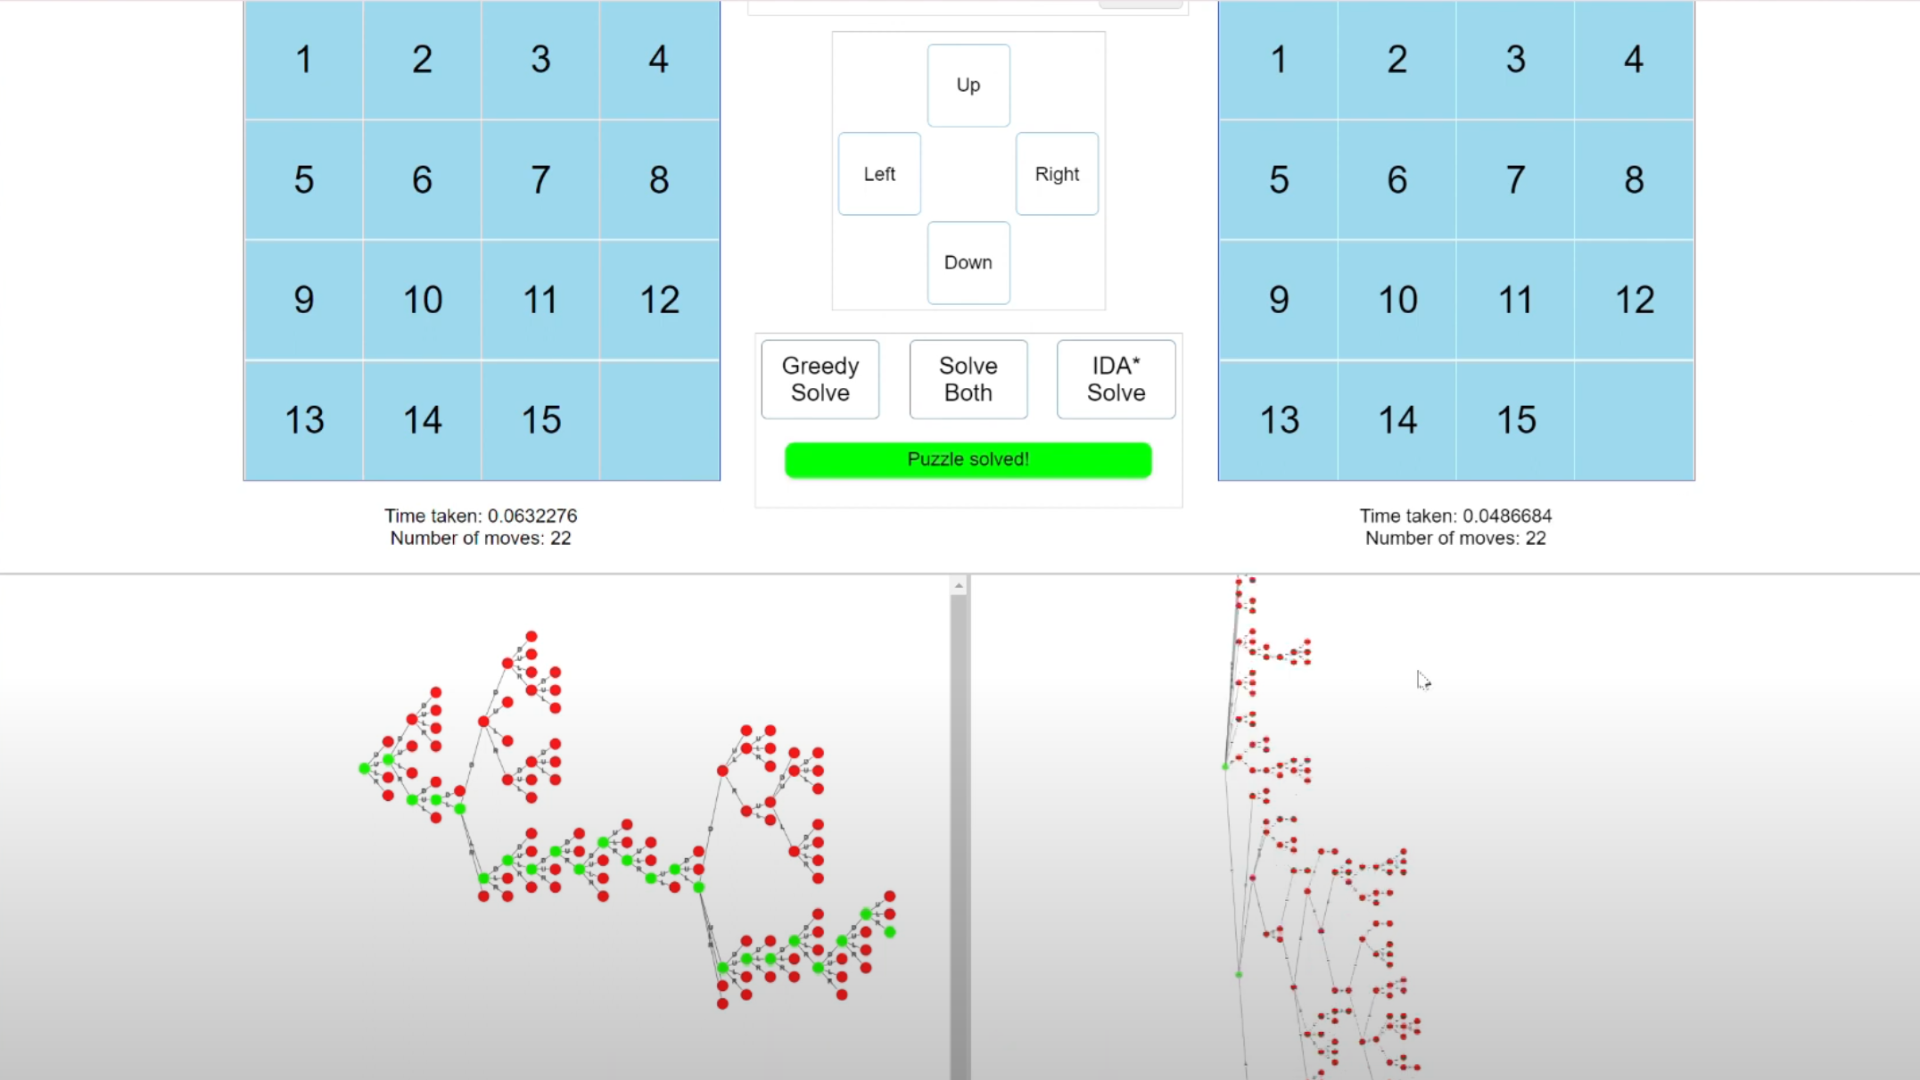 1 2 3 4
5 6 7 8
9 10 11 12
13 14 15
Time taken: 0.0632276
Number of moves: 22
Up
Left
Right
Down
Greedy
Solve
Solve
Both
IDA*
Solve
Puzzle solved!
1 2 3 4
5 6 7 8
9 10 11 12
13 14 15
Time taken: 0.0486684
Number of moves: 22